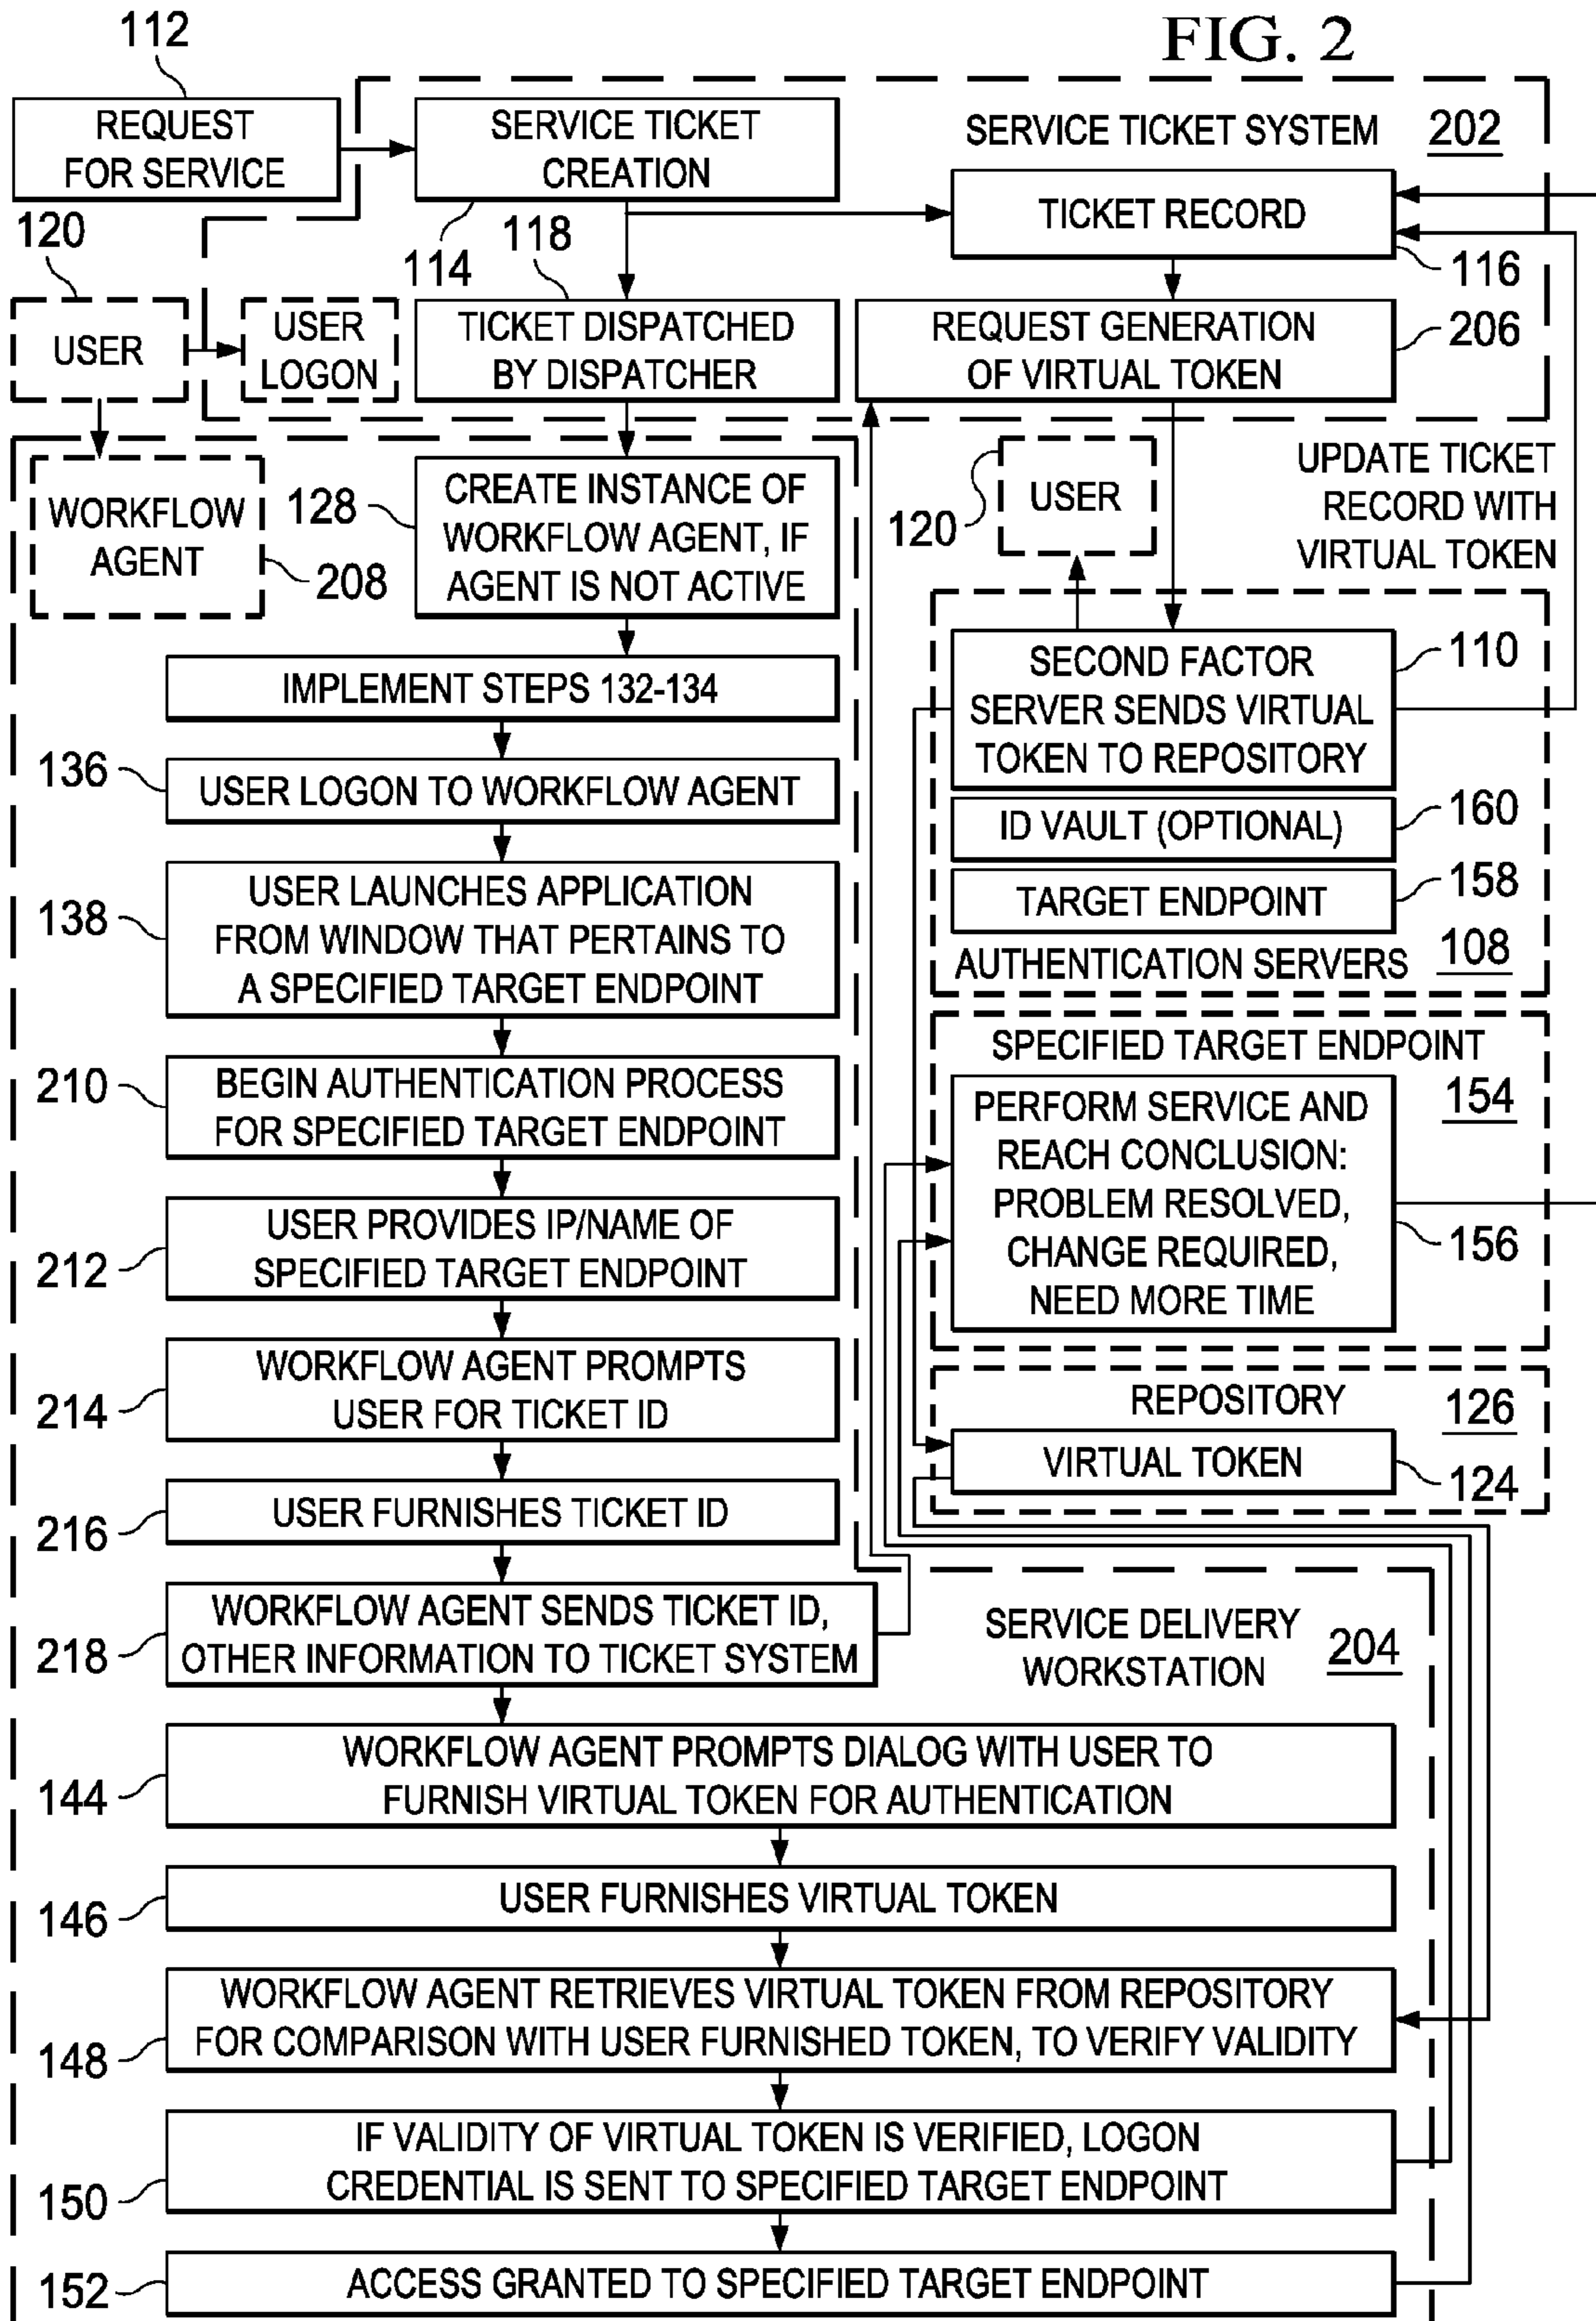 FIG. 2
112
REQUEST
FOR SERVICE
SERVICE TICKET
CREATION
114
SERVICE TICKET SYSTEM 202
TICKET RECORD
116
120
USER
USER
LOGON
118
TICKET DISPATCHED
BY DISPATCHER
REQUEST GENERATION
OF VIRTUAL TOKEN
206
WORKFLOW
AGENT
208
128
CREATE INSTANCE OF
WORKFLOW AGENT, IF
AGENT IS NOT ACTIVE
120
USER
UPDATE TICKET
RECORD WITH
VIRTUAL TOKEN
IMPLEMENT STEPS 132-134
136
USER LOGON TO WORKFLOW AGENT
138
USER LAUNCHES APPLICATION
FROM WINDOW THAT PERTAINS TO
A SPECIFIED TARGET ENDPOINT
210
BEGIN AUTHENTICATION PROCESS
FOR SPECIFIED TARGET ENDPOINT
212
USER PROVIDES IP/NAME OF
SPECIFIED TARGET ENDPOINT
214
WORKFLOW AGENT PROMPTS
USER FOR TICKET ID
216
USER FURNISHES TICKET ID
218
WORKFLOW AGENT SENDS TICKET ID,
OTHER INFORMATION TO TICKET SYSTEM
SECOND FACTOR
SERVER SENDS VIRTUAL
TOKEN TO REPOSITORY
110
ID VAULT (OPTIONAL)
160
TARGET ENDPOINT
158
AUTHENTICATION SERVERS 108
SPECIFIED TARGET ENDPOINT
154
PERFORM SERVICE AND
REACH CONCLUSION:
PROBLEM RESOLVED,
CHANGE REQUIRED,
NEED MORE TIME
156
REPOSITORY
126
VIRTUAL TOKEN
124
SERVICE DELIVERY
WORKSTATION
204
144
WORKFLOW AGENT PROMPTS DIALOG WITH USER TO
FURNISH VIRTUAL TOKEN FOR AUTHENTICATION
146
USER FURNISHES VIRTUAL TOKEN
148
WORKFLOW AGENT RETRIEVES VIRTUAL TOKEN FROM REPOSITORY
FOR COMPARISON WITH USER FURNISHED TOKEN, TO VERIFY VALIDITY
150
IF VALIDITY OF VIRTUAL TOKEN IS VERIFIED, LOGON
CREDENTIAL IS SENT TO SPECIFIED TARGET ENDPOINT
152
ACCESS GRANTED TO SPECIFIED TARGET ENDPOINT